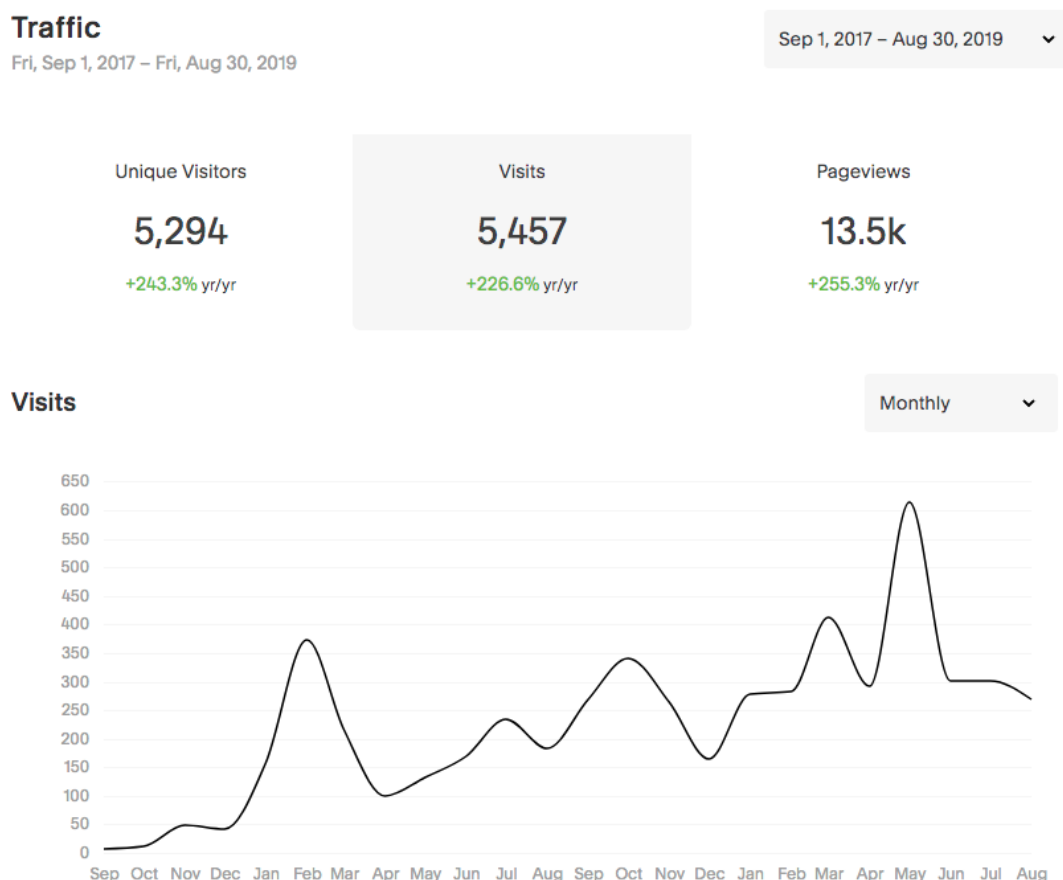 Traffic
Fri, Sep 1, 2017 – Fri, Aug 30, 2019
Sep 1, 2017 – Aug 30, 2019
Unique Visitors
5,294
+243.3% yr/yr
Visits
5,457
+226.6% yr/yr
Pageviews
13.5k
+255.3% yr/yr
Visits
Monthly
650
600
550
500
450
400
350
300
250
200
150
100
50
0
Sep Oct Nov Dec Jan Feb Mar Apr May Jun Jul Aug Sep Oct Nov Dec Jan Feb Mar Apr May Jun Jul Aug